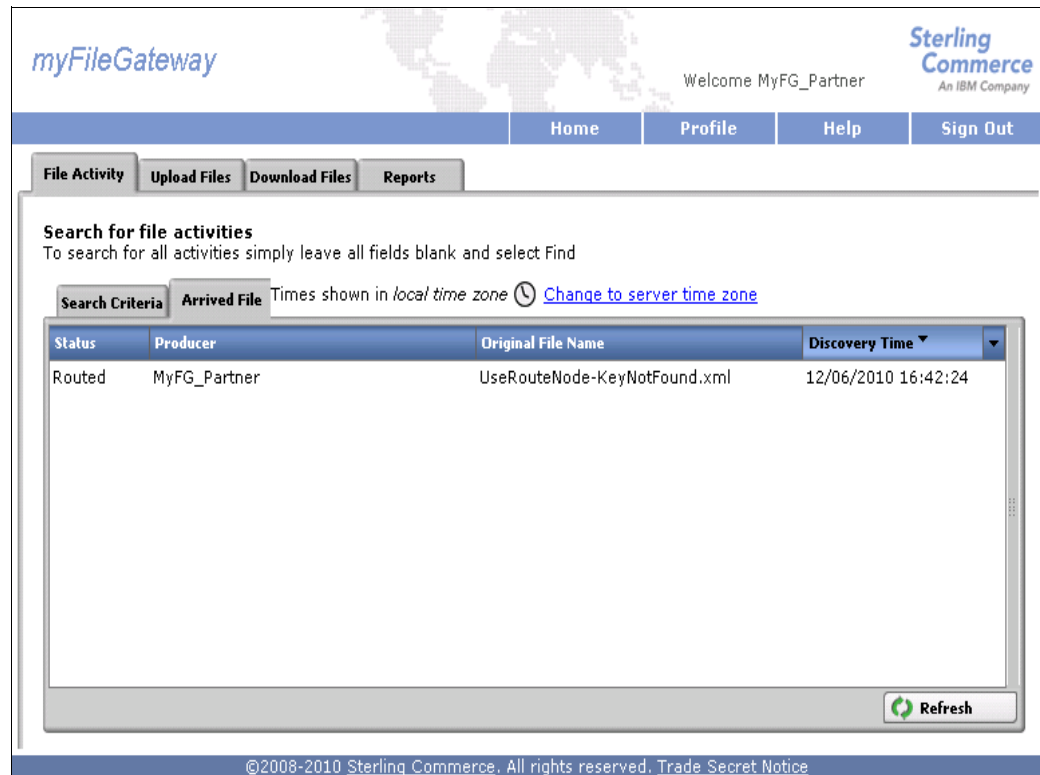 myFileGateway
Welcome MyFG_Partner
Sterling
Commerce
An IBM Company
Home Profile Help Sign Out
File Activity Upload Files Download Files Reports
Search for file activities
To search for all activities simply leave all fields blank and select Find
Search Criteria Arrived File Times shown in local time zone Change to server time zone
Status Producer Original File Name Discovery Time
Routed MyFG_Partner UseRouteNode-KeyNotFound.xml 12/06/2010 16:42:24
Refresh
©2008-2010 Sterling Commerce. All rights reserved. Trade Secret Notice